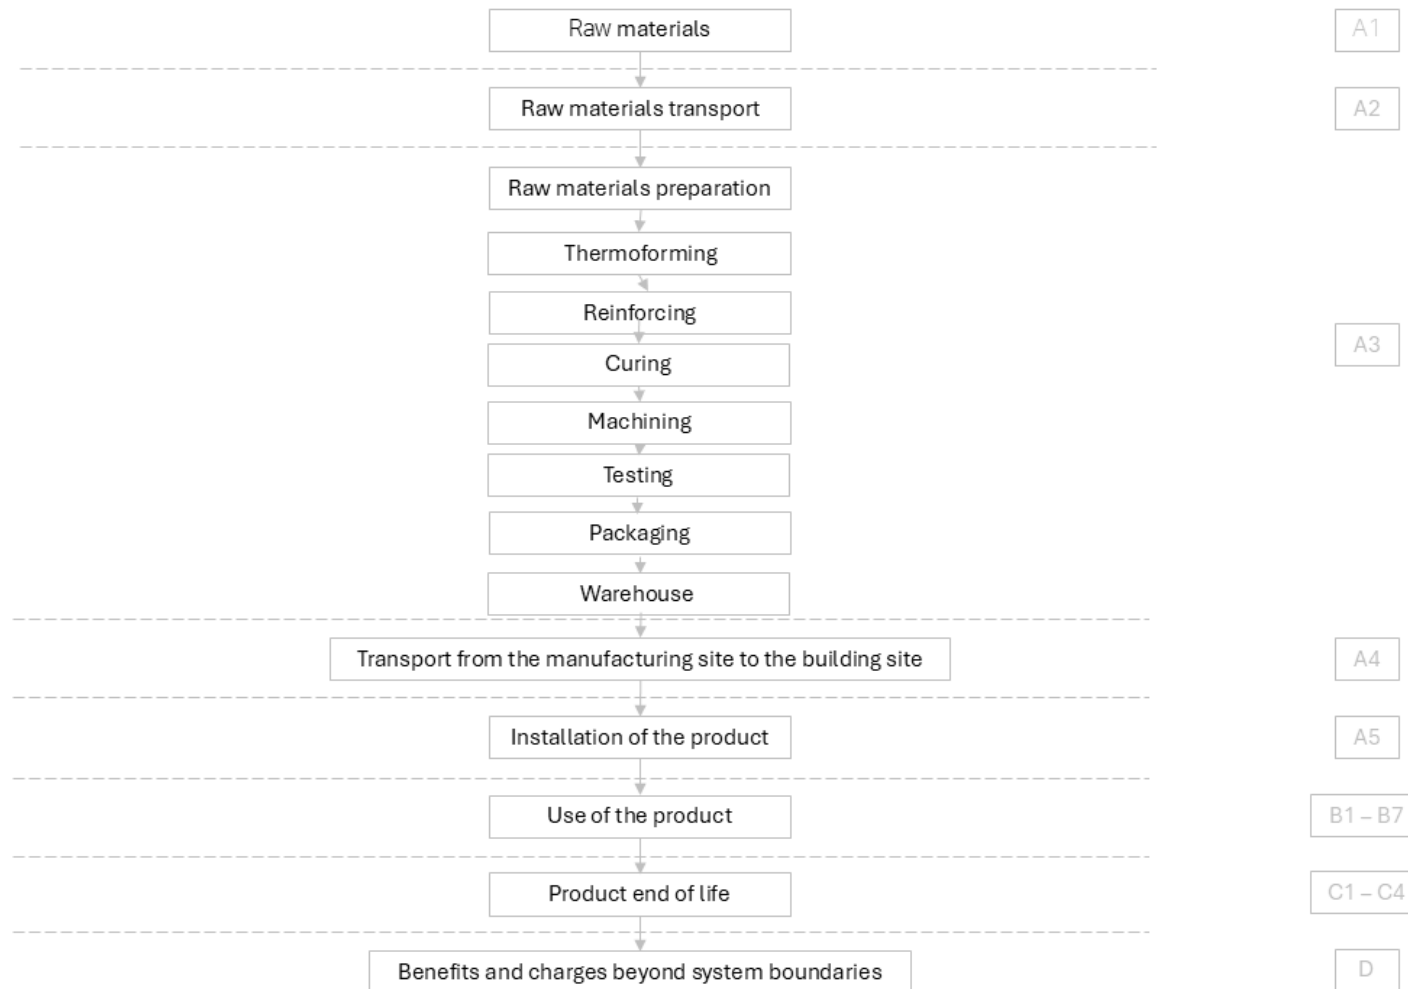 Raw materials
A1
Raw materials transport
A2
Raw materials preparation
Thermoforming
Reinforcing
A3
Curing
Machining
Testing
Packaging
Warehouse
Transport from the manufacturing site to the building site
A4
Installation of the product
A5
Use of the product
B1 – B7
Product end of life
C1 – C4
Benefits and charges beyond system boundaries
D